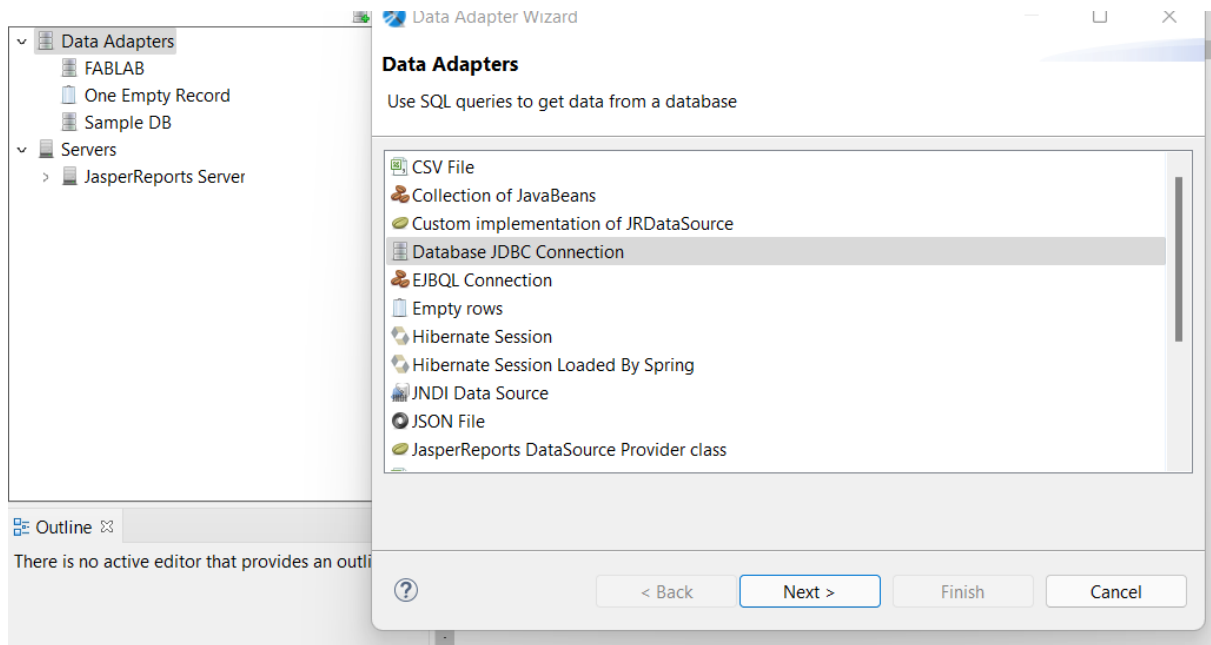 Data Adapters
FABLAB
One Empty Record
Sample DB
Servers
JasperReports Server
Outline
There is no active editor that provides an outli
Data Adapter Wizard
Data Adapters
Use SQL queries to get data from a database
CSV File
Collection of JavaBeans
Custom implementation of JRDataSource
Database JDBC Connection
EJBQL Connection
Empty rows
Hibernate Session
Hibernate Session Loaded By Spring
JNDI Data Source
JSON File
JasperReports DataSource Provider class
< Back
Next >
Finish
Cancel